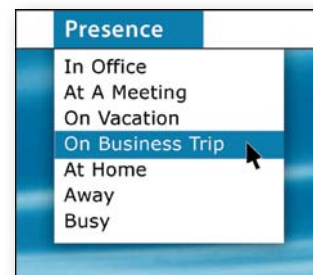 Presence
In Office
At A Meeting
On Vacation
On Business Trip
At Home
Away
Busy